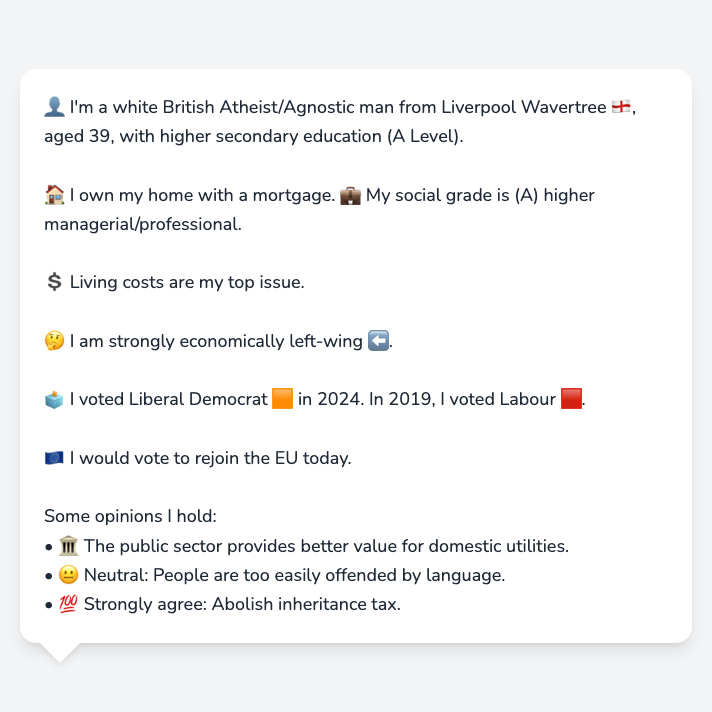 👤 I'm a white British Atheist/Agnostic man from Liverpool Wavertree 🏴󠁧󠁢󠁥󠁮󠁧󠁿,
aged 39, with higher secondary education (A Level).
🏠 I own my home with a mortgage. 💼 My social grade is (A) higher
managerial/professional.
💲 Living costs are my top issue.
🤔 I am strongly economically left-wing ⬅️.
🗳️ I voted Liberal Democrat 🟧 in 2024. In 2019, I voted Labour 🟥.
🇪🇺 I would vote to rejoin the EU today.
Some opinions I hold:
• 🏛️ The public sector provides better value for domestic utilities.
• 😐 Neutral: People are too easily offended by language.
• 💯 Strongly agree: Abolish inheritance tax.